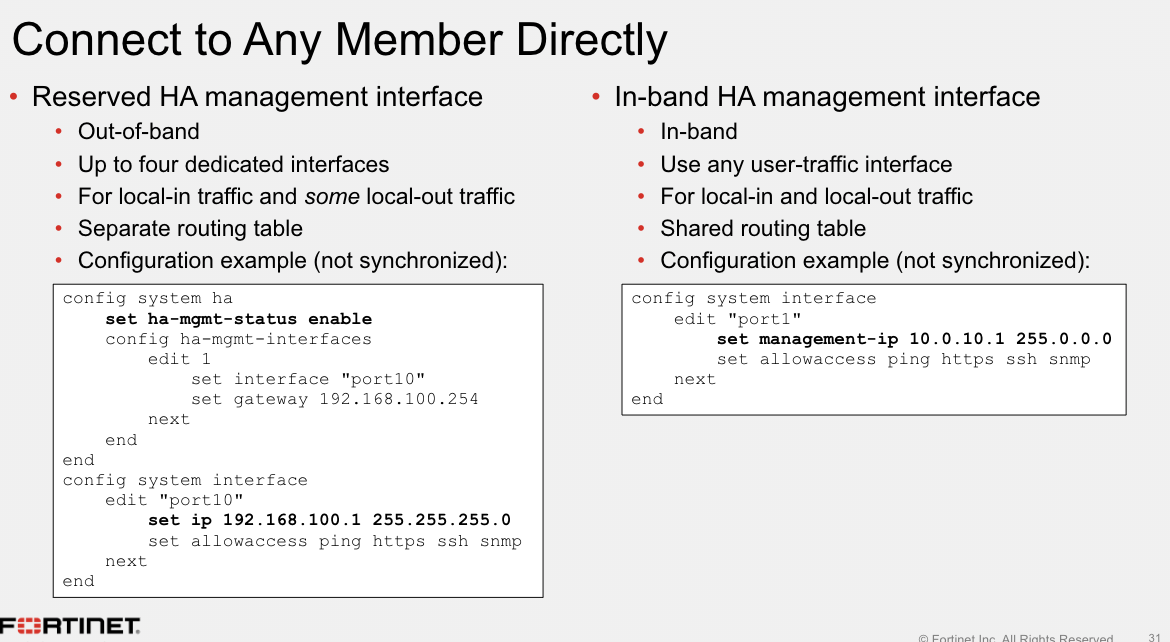 Connect to Any Member Directly
• Reserved HA management interface
• Out-of-band
• Up to four dedicated interfaces
• For local-in traffic and some local-out traffic
• Separate routing table
• Configuration example (not synchronized):
config system ha
    set ha-mgmt-status enable
    config ha-mgmt-interfaces
        edit 1
            set interface "port10"
            set gateway 192.168.100.254
        next
    end
end
config system interface
    edit "port10"
        set ip 192.168.100.1 255.255.255.0
        set allowaccess ping https ssh snmp
    next
end
• In-band HA management interface
• In-band
• Use any user-traffic interface
• For local-in and local-out traffic
• Shared routing table
• Configuration example (not synchronized):
config system interface
    edit "port1"
        set management-ip 10.0.10.1 255.0.0.0
        set allowaccess ping https ssh snmp
    next
end
FORTINET
© Fortinet Inc. All Rights Reserved.
31